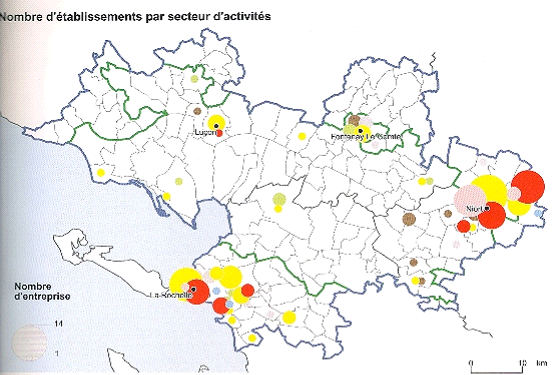 Nombre d'établissements par secteur d'activités
Luçon
Fontenay Le Comte
Niort
La Rochelle
Nombre
d'entreprise
14
1
0 10 km